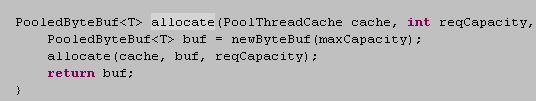 PooledByteBuf<T> allocate(PoolThreadCache cache, int reqCapacity,
PooledByteBuf<T> buf = newByteBuf(maxCapacity);
allocate(cache, buf, reqCapacity);
return buf;
}